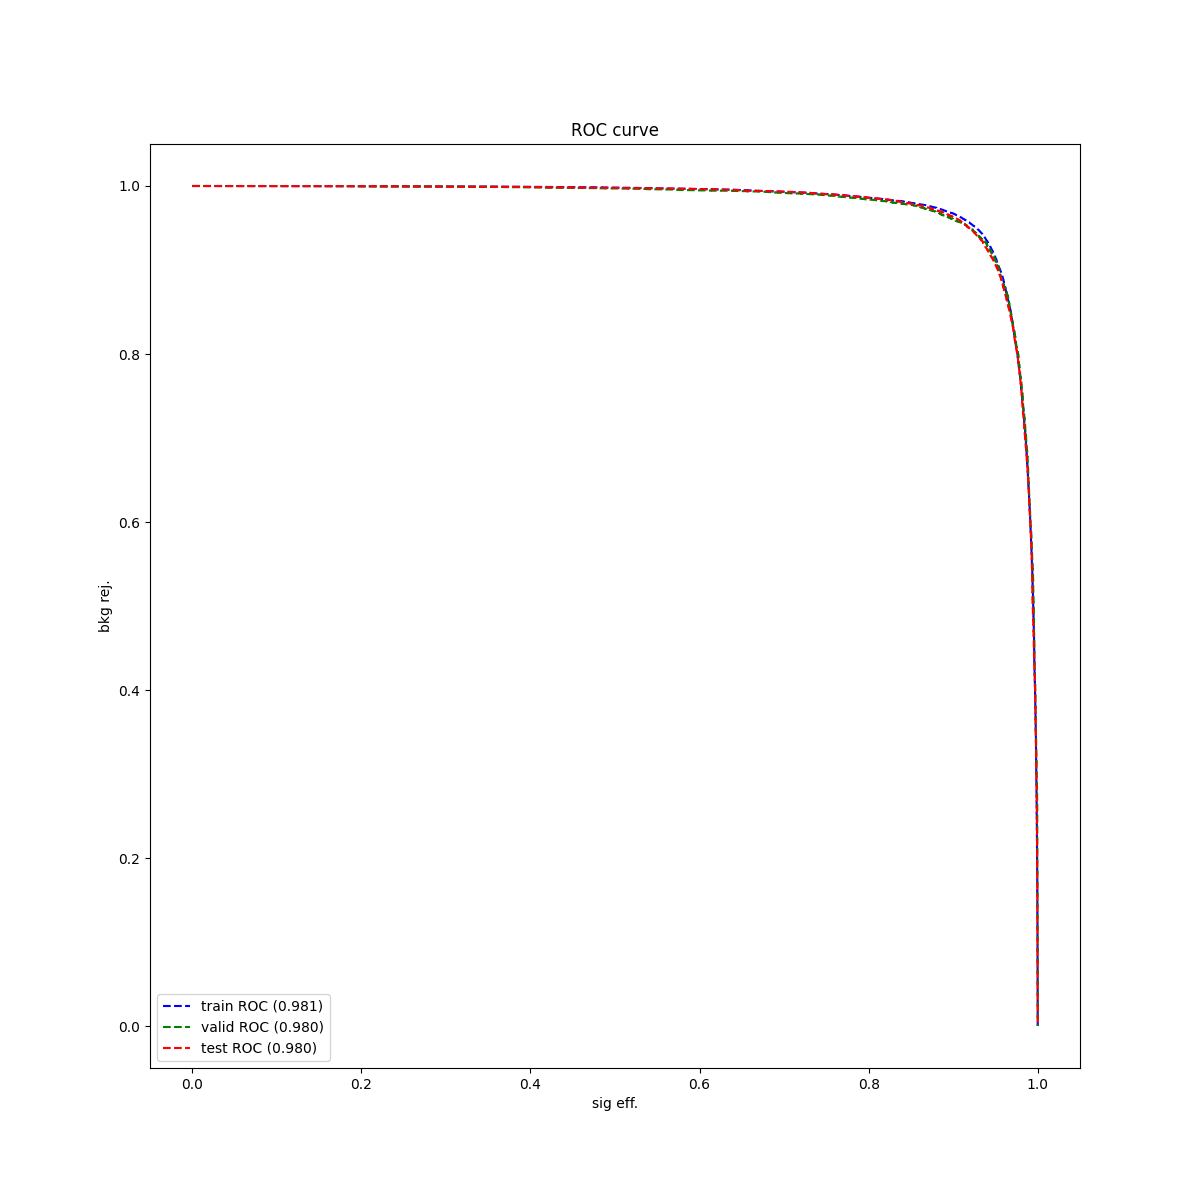 ROC curve
1.0
0.8
0.6
0.4
0.2
0.0
bkg rej.
train ROC (0.981)
valid ROC (0.980)
test ROC (0.980)
0.0 0.2 0.4 0.6 0.8 1.0
sig eff.